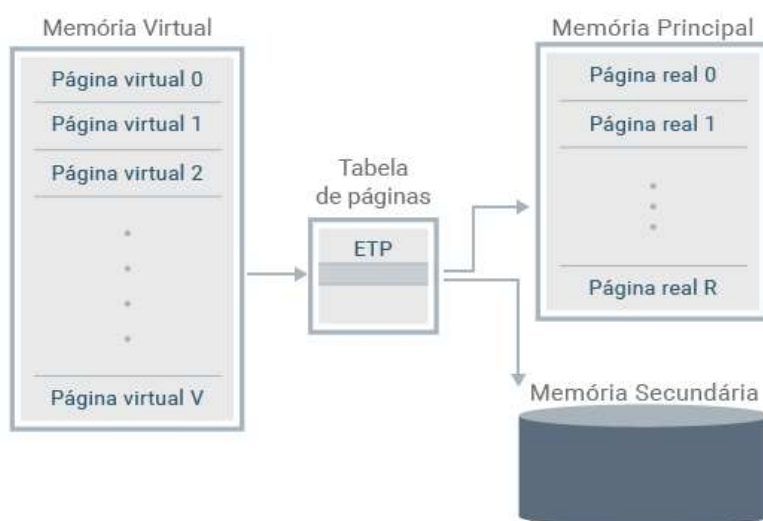 Memória Virtual
Página virtual 0
Página virtual 1
Página virtual 2
Página virtual V
Tabela
de páginas
ETP
Memória Principal
Página real 0
Página real 1
Página real R
Memória Secundária